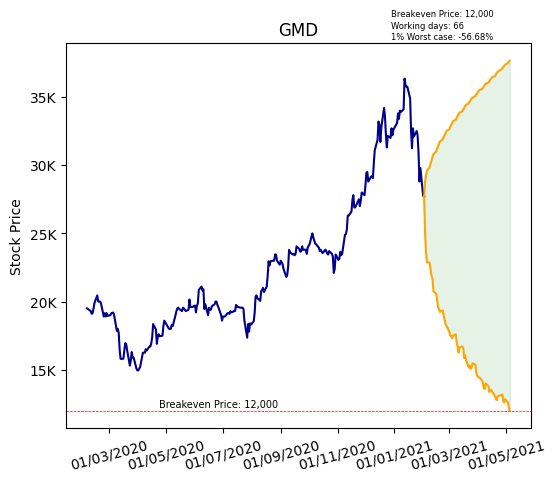 Breakeven Price: 12,000
Working days: 66
1% Worst case: -56.68%
GMD
35K
30K
25K
20K
15K
Stock Price
Breakeven Price: 12,000
01/03/2020
01/05/2020
01/07/2020
01/09/2020
01/11/2020
01/01/2021
01/03/2021
01/05/2021